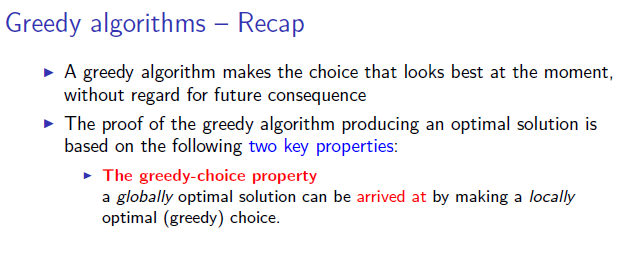 Greedy algorithms – Recap
A greedy algorithm makes the choice that looks best at the moment,
without regard for future consequence
The proof of the greedy algorithm producing an optimal solution is
based on the following two key properties:
The greedy-choice property
a globally optimal solution can be arrived at by making a locally
optimal (greedy) choice.